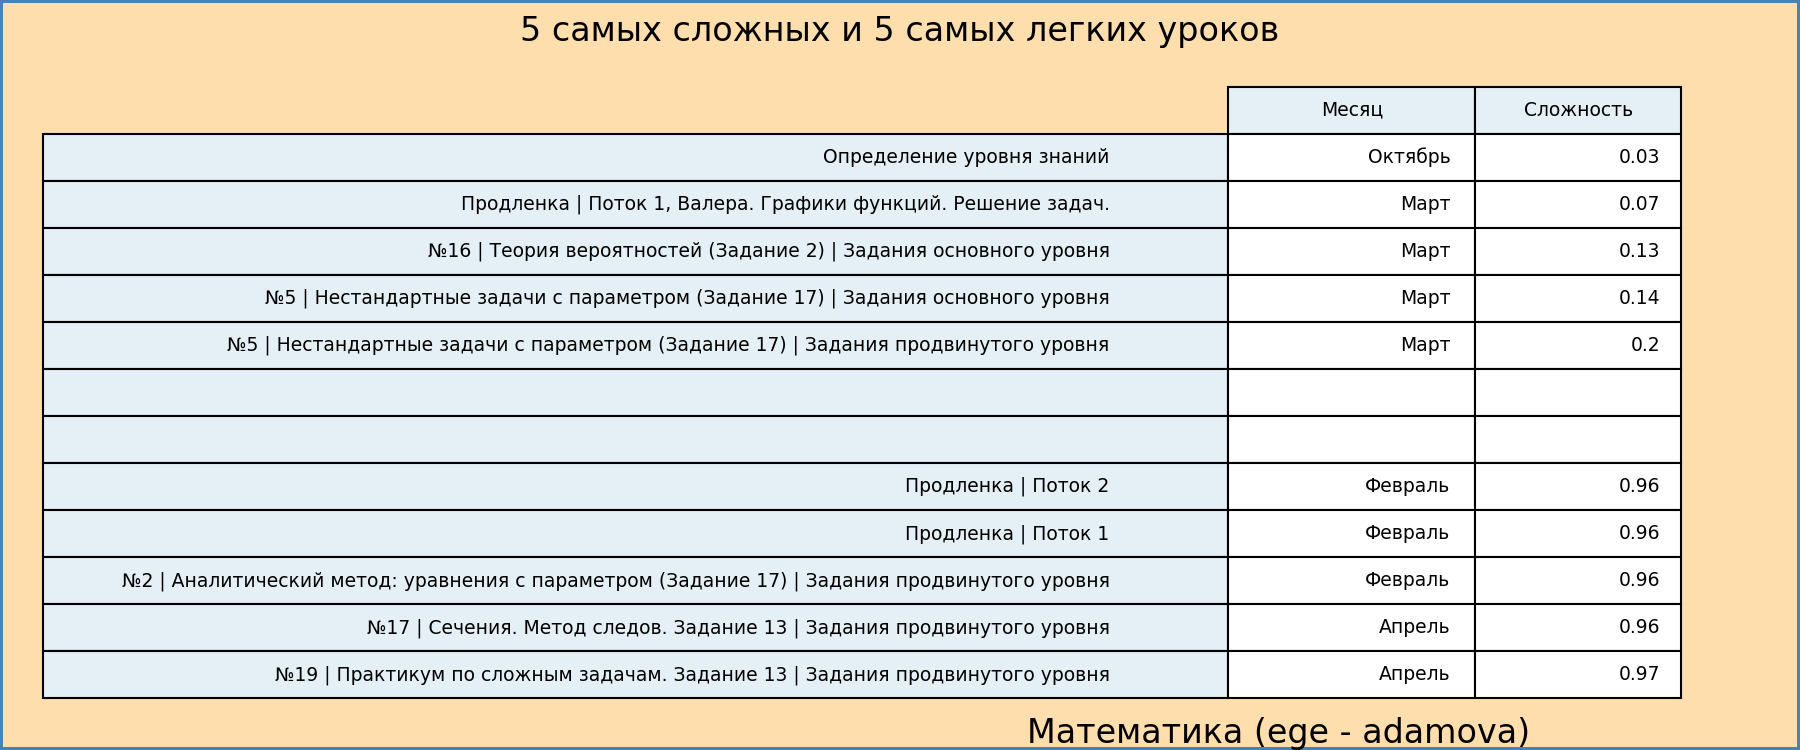 5 самых сложных и 5 самых легких уроков
Месяц Сложность
Определение уровня знаний Октябрь 0.03
Продленка | Поток 1, Валера. Графики функций. Решение задач. Март 0.07
№16 | Теория вероятностей (Задание 2) | Задания основного уровня Март 0.13
№5 | Нестандартные задачи с параметром (Задание 17) | Задания основного уровня Март 0.14
№5 | Нестандартные задачи с параметром (Задание 17) | Задания продвинутого уровня Март 0.2
Продленка | Поток 2 Февраль 0.96
Продленка | Поток 1 Февраль 0.96
№2 | Аналитический метод: уравнения с параметром (Задание 17) | Задания продвинутого уровня Февраль 0.96
№17 | Сечения. Метод следов. Задание 13 | Задания продвинутого уровня Апрель 0.96
№19 | Практикум по сложным задачам. Задание 13 | Задания продвинутого уровня Апрель 0.97
Математика (ege - adamova)